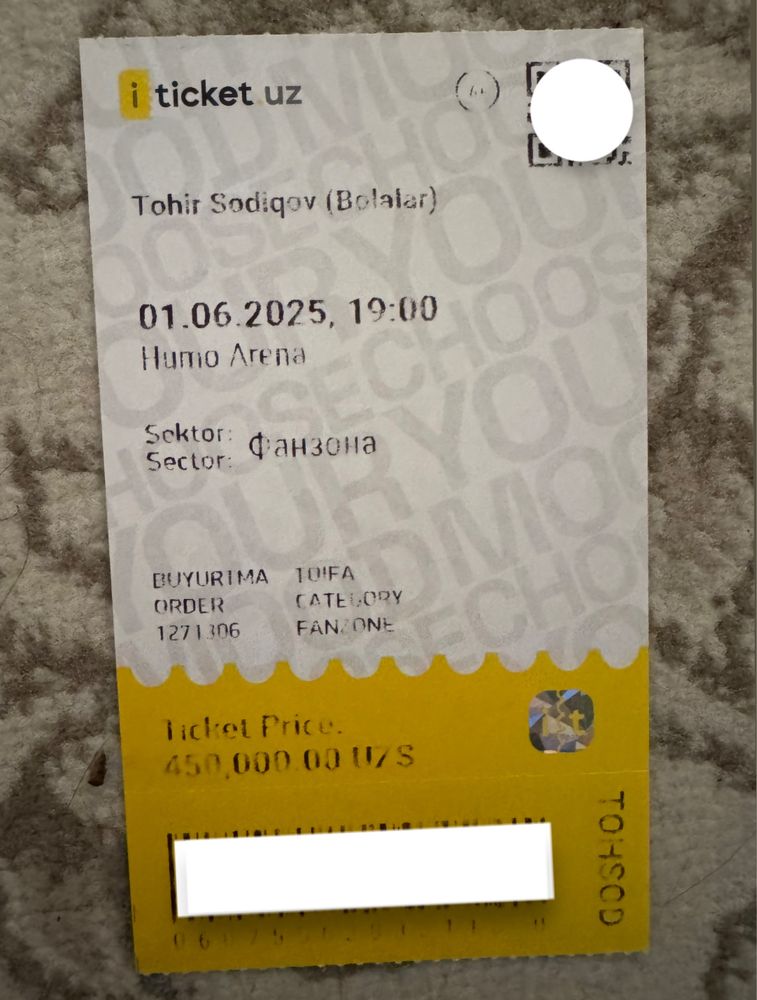 iticket.uz
6+
Tohir Sodiqov (Bolalar)
01.06.2025, 19:00
Humo Arena
Sektor:
Sector: Фанзона
BUYURTMA TOIFA
ORDER CATEGORY
1271306 FANZONE
Ticket Price:
450,000.00 UZS
TOHSOD